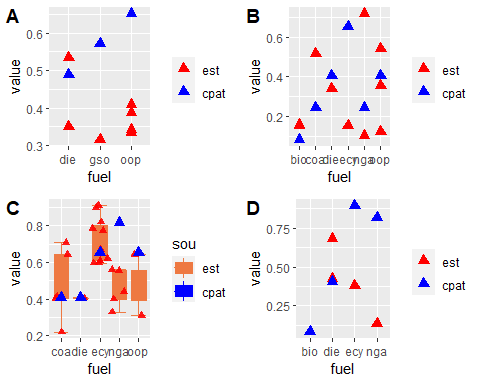 A
value
0.6
0.5
0.4
0.3
die gso oop
fuel
est
cpat
B
value
0.6
0.4
0.2
bio coa die ecy nga oop
fuel
est
cpat
C
value
0.8
0.6
0.4
0.2
coa die ecy nga oop
fuel
sou
est
cpat
D
value
0.75
0.50
0.25
bio die ecy nga
fuel
est
cpat